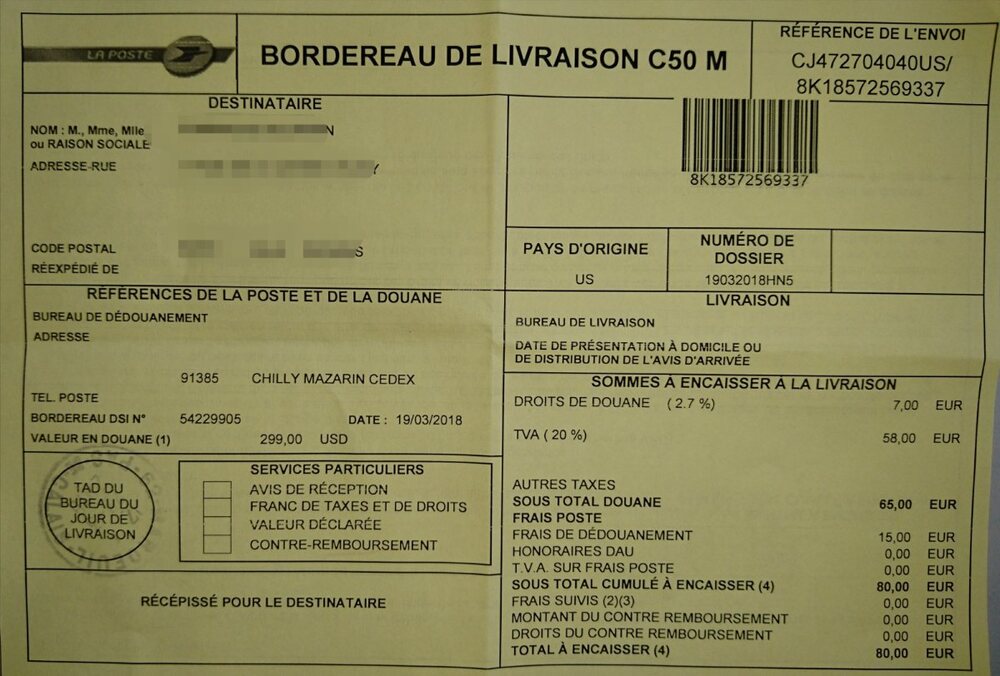 LA POSTE
BORDEREAU DE LIVRAISON C50 M
RÉFÉRENCE DE L'ENVOI
CJ472704040US/
8K18572569337
DESTINATAIRE
NOM : M., Mme, Mlle
ou RAISON SOCIALE
ADRESSE-RUE
CODE POSTAL
RÉEXPÉDIÉ DE
8K18572569337
PAYS D'ORIGINE
US
NUMÉRO DE
DOSSIER
19032018HN5
RÉFÉRENCES DE LA POSTE ET DE LA DOUANE
BUREAU DE DÉDOUANEMENT
ADRESSE
91385 CHILLY MAZARIN CEDEX
TEL. POSTE
BORDEREAU DSI N° 54229905 DATE : 19/03/2018
VALEUR EN DOUANE (1) 299,00 USD
LIVRAISON
BUREAU DE LIVRAISON
DATE DE PRÉSENTATION À DOMICILE OU
DE DISTRIBUTION DE L'AVIS D'ARRIVÉE
SOMMES À ENCAISSER À LA LIVRAISON
DROITS DE DOUANE ( 2.7 %) 7,00 EUR
TVA ( 20 %) 58,00 EUR
AUTRES TAXES
SOUS TOTAL DOUANE 65,00 EUR
FRAIS POSTE
FRAIS DE DÉDOUANEMENT 15,00 EUR
HONORAIRES DAU 0,00 EUR
T.V.A. SUR FRAIS POSTE 0,00 EUR
SOUS TOTAL CUMULÉ À ENCAISSER (4) 80,00 EUR
FRAIS SUIVIS (2)(3) 0,00 EUR
MONTANT DU CONTRE REMBOURSEMENT 0,00 EUR
DROITS DU CONTRE REMBOURSEMENT 0,00 EUR
TOTAL À ENCAISSER (4) 80,00 EUR
TAD DU
BUREAU DU
JOUR DE
LIVRAISON
SERVICES PARTICULIERS
AVIS DE RÉCEPTION
FRANC DE TAXES ET DE DROITS
VALEUR DÉCLARÉE
CONTRE-REMBOURSEMENT
RÉCÉPISSÉ POUR LE DESTINATAIRE